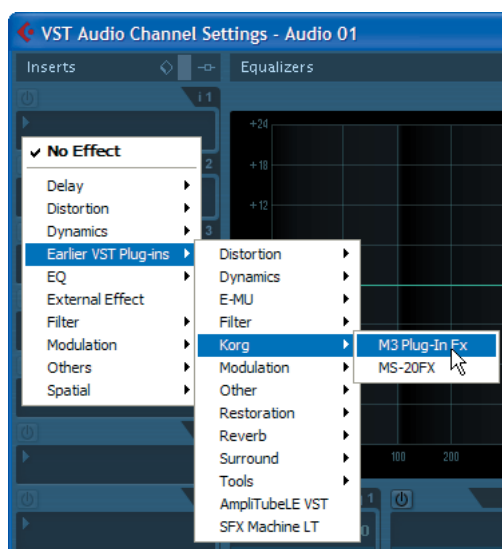 VST Audio Channel Settings - Audio 01
Inserts
Equalizers
i 1
+24
+18
+12
No Effect
Delay
Distortion
Dynamics
Earlier VST Plug-ins
EQ
External Effect
Filter
Modulation
Others
Spatial
2
3
Distortion
Dynamics
E-MU
Filter
Korg
Modulation
Other
Restoration
Reverb
Surround
Tools
AmpliTubeLE VST
SFX Machine LT
M3 Plug-In Fx
MS-20FX
100
200
1
0